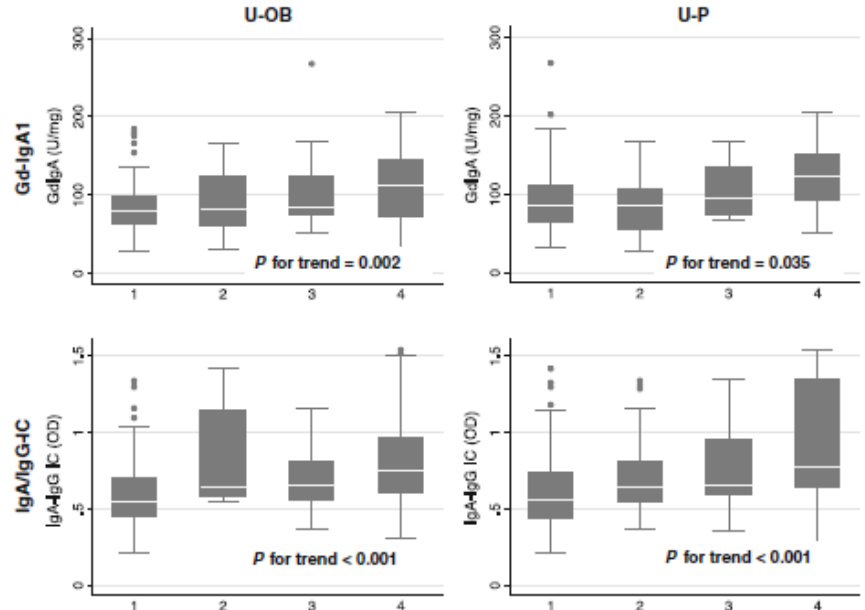 U-OB
U-P
Gd-IgA1
GdIgA (U/mg)
300
200
100
0
P for trend = 0.002
1 2 3 4
GdIgA (U/mg)
300
200
100
0
P for trend = 0.035
1 2 3 4
IgA/IgG-IC
IgA-IgG IC (OD)
1.5
1
.5
0
P for trend < 0.001
1 2 3 4
IgA-IgG IC (OD)
1.5
1
.5
0
P for trend < 0.001
1 2 3 4